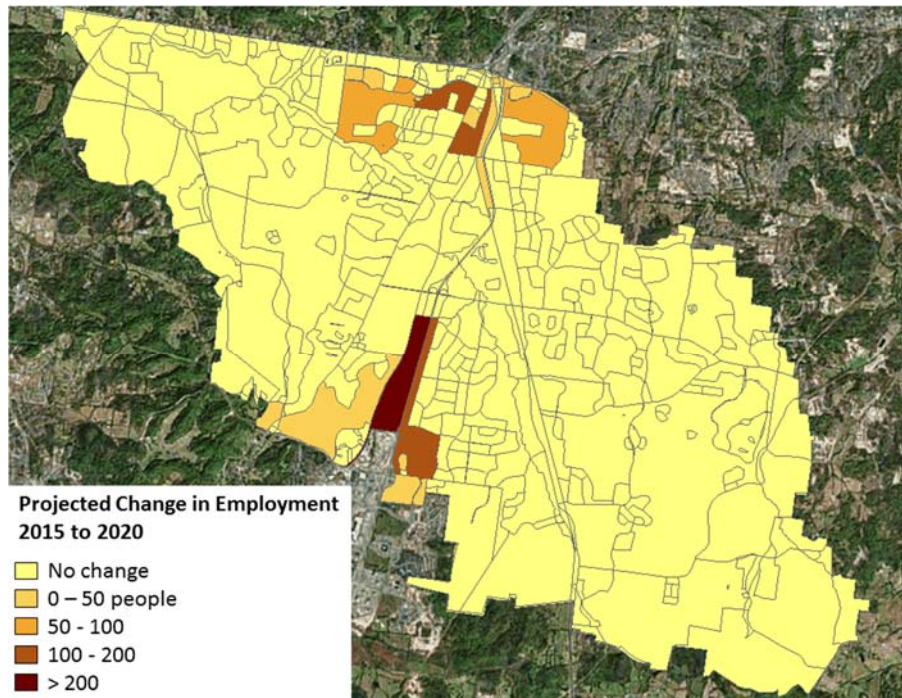 Projected Change in Employment
2015 to 2020
No change
0 – 50 people
50 - 100
100 - 200
> 200